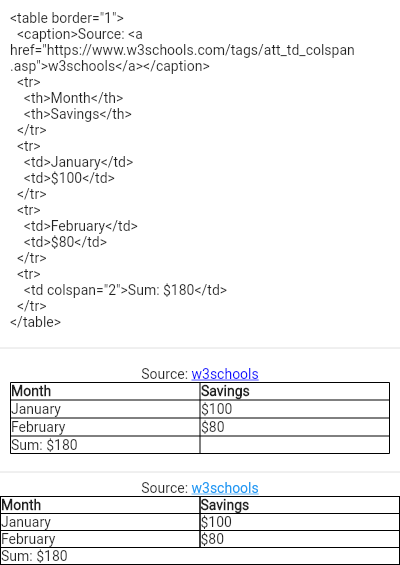 <table border="1">
<caption>Source: <a
href="https://www.w3schools.com/tags/att_td_colspan
.asp">w3schools</a></caption>
<tr>
<th>Month</th>
<th>Savings</th>
</tr>
<tr>
<td>January</td>
<td>$100</td>
</tr>
<tr>
<td>February</td>
<td>$80</td>
</tr>
<tr>
<td colspan="2">Sum: $180</td>
</tr>
</table>
Source: w3schools
Month Savings
January $100
February $80
Sum: $180
Source: w3schools
Month Savings
January $100
February $80
Sum: $180